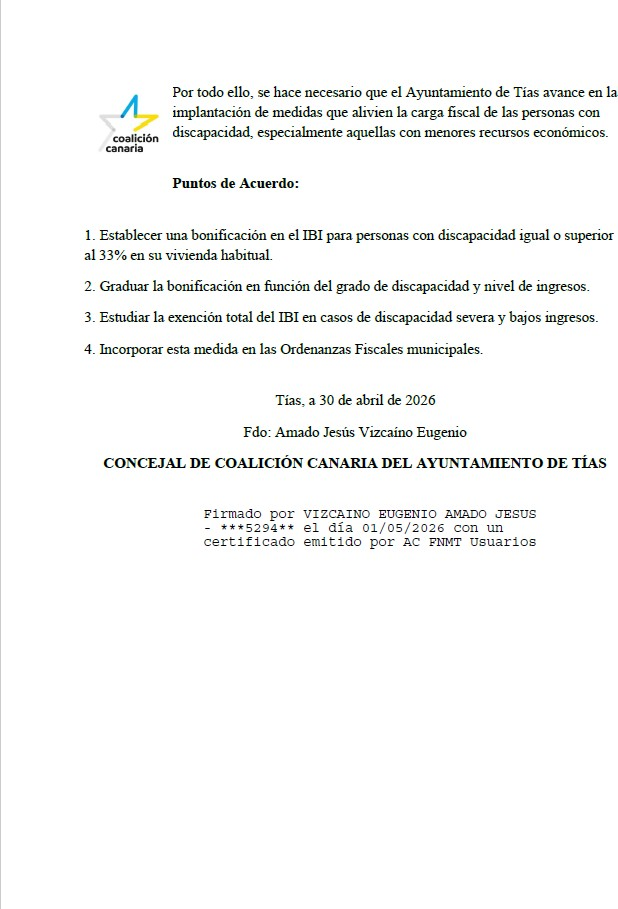 Por todo ello, se hace necesario que el Ayuntamiento de Tías avance en la
implantación de medidas que alivien la carga fiscal de las personas con
discapacidad, especialmente aquellas con menores recursos económicos.
coalición
canaria
Puntos de Acuerdo:
1. Establecer una bonificación en el IBI para personas con discapacidad igual o superior
al 33% en su vivienda habitual.
2. Graduar la bonificación en función del grado de discapacidad y nivel de ingresos.
3. Estudiar la exención total del IBI en casos de discapacidad severa y bajos ingresos.
4. Incorporar esta medida en las Ordenanzas Fiscales municipales.
Tías, a 30 de abril de 2026
Fdo: Amado Jesús Vizcaíno Eugenio
CONCEJAL DE COALICIÓN CANARIA DEL AYUNTAMIENTO DE TÍAS
Firmado por VIZCAINO EUGENIO AMADO JESUS
- ***5294** el día 01/05/2026 con un
certificado emitido por AC FNMT Usuarios